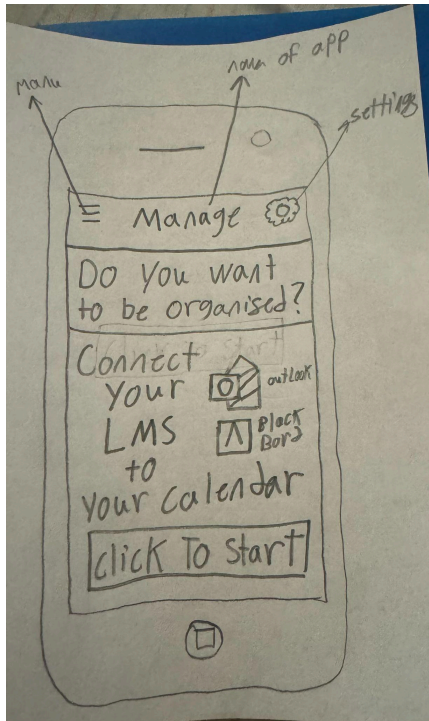 Manu
name of app
settings
Manage
Do you want
to be organised?
Connect
your
LMS
to
your calendar
outlook
Black
Bord
Click To Start